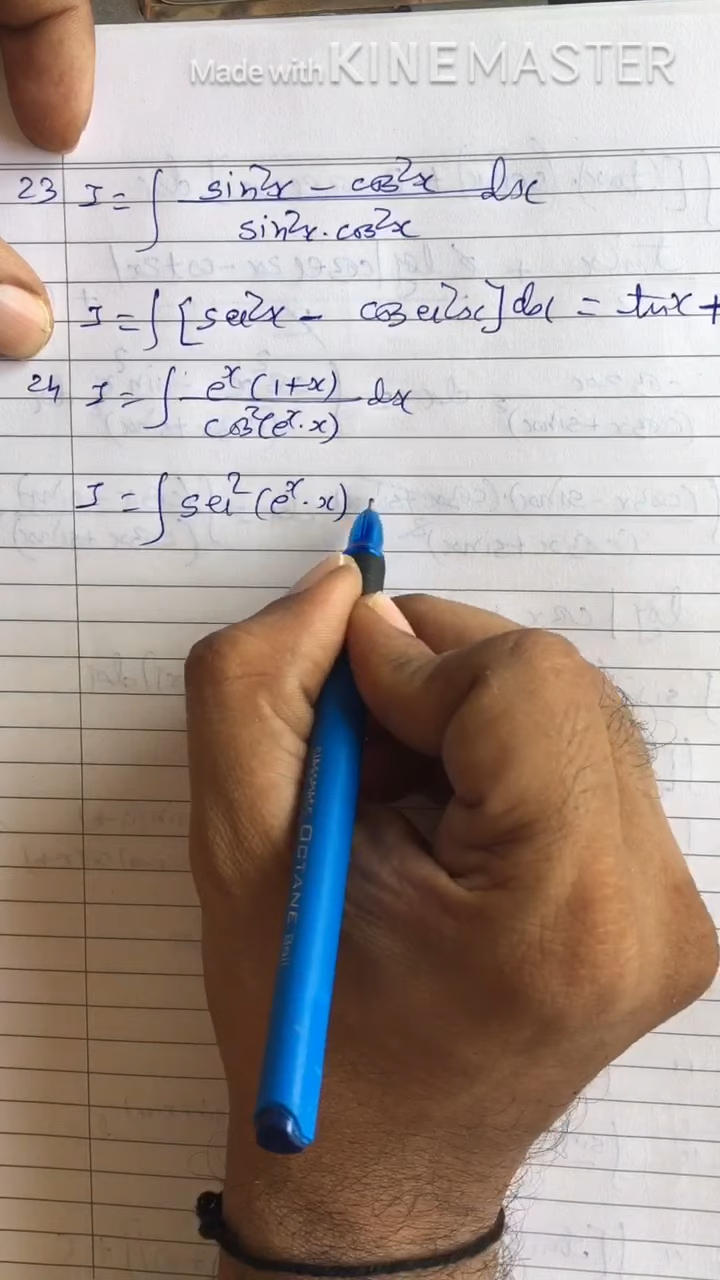 Made with KINEMASTER
23 I = ∫ sin²x - cos²x / sin²x . cos²x dx
I = ∫ [sec²x - cosec²x] dx = tanx +
24 I = ∫ eˣ (1+x) / cos²(eˣ . x) dx
I = ∫ sec² (eˣ . x)
OCTANE